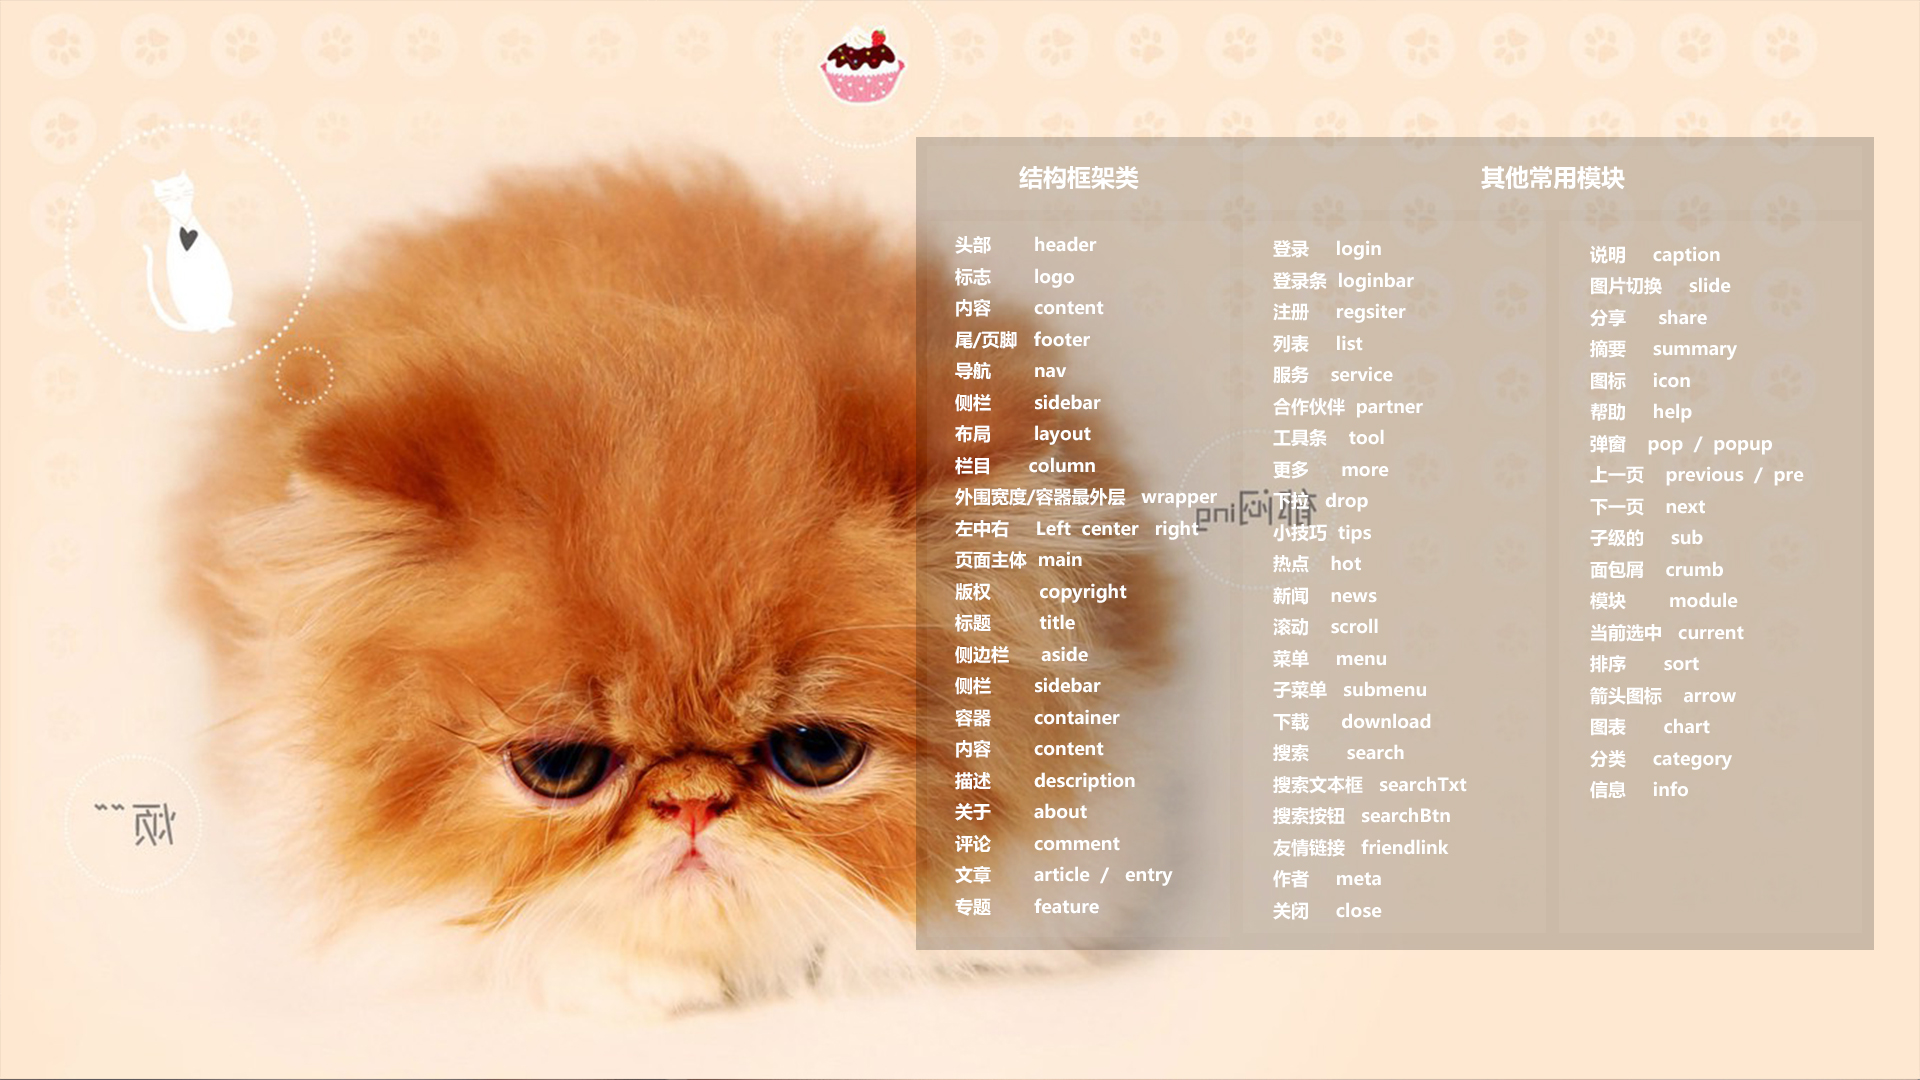 结构框架类
头部 header
标志 logo
内容 content
尾/页脚 footer
导航 nav
侧栏 sidebar
布局 layout
栏目 column
外围宽度/容器最外层 wrapper
左中右 Left center right
页面主体 main
版权 copyright
标题 title
侧边栏 aside
侧栏 sidebar
容器 container
内容 content
描述 description
关于 about
评论 comment
文章 article / entry
专题 feature
其他常用模块
登录 login
登录条 loginbar
注册 regsiter
列表 list
服务 service
合作伙伴 partner
工具条 tool
更多 more
下拉 drop
小技巧 tips
热点 hot
新闻 news
滚动 scroll
菜单 menu
子菜单 submenu
下载 download
搜索 search
搜索文本框 searchTxt
搜索按钮 searchBtn
友情链接 friendlink
作者 meta
关闭 close
说明 caption
图片切换 slide
分享 share
摘要 summary
图标 icon
帮助 help
弹窗 pop / popup
上一页 previous / pre
下一页 next
子级的 sub
面包屑 crumb
模块 module
当前选中 current
排序 sort
箭头图标 arrow
图表 chart
分类 category
信息 info
烦~~